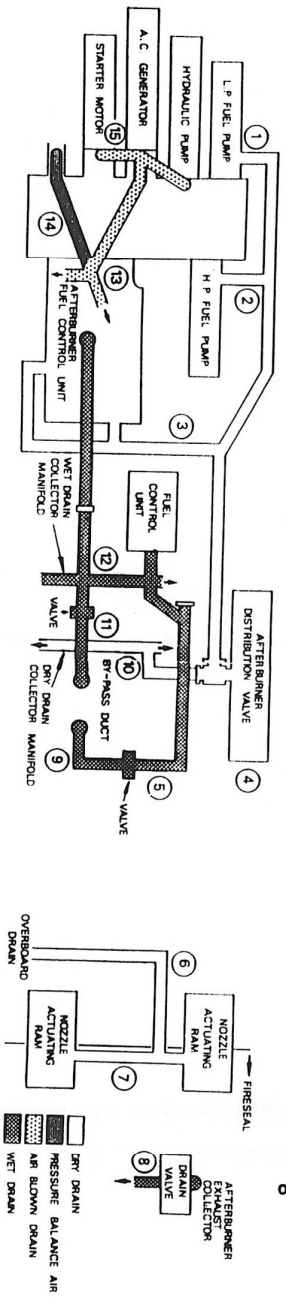 1
L.P FUEL PUMP
HYDRAULIC PUMP
A.C GENERATOR
STARTER MOTOR
15
14
2
H.P FUEL PUMP
13
AFTERBURNER
FUEL CONTROL
UNIT
3
WET DRAIN
COLLECTOR
MANIFOLD
FUEL
CONTROL
UNIT
12
VALVE
11
10
BY-PASS DUCT
DRY DRAIN
COLLECTOR MANIFOLD
9
AFTERBURNER
DISTRIBUTION VALVE
4
5
VALVE
OVERBOARD
DRAIN
6
NOZZLE
ACTUATING
RAM
7
NOZZLE
ACTUATING
RAM
FIRESEAL
AFTERBURNER
EXHAUST
COLLECTOR
DRAIN
VALVE
8
DRY DRAIN
AIR BLOWN DRAIN
PRESSURE BALANCE AIR
WET DRAIN